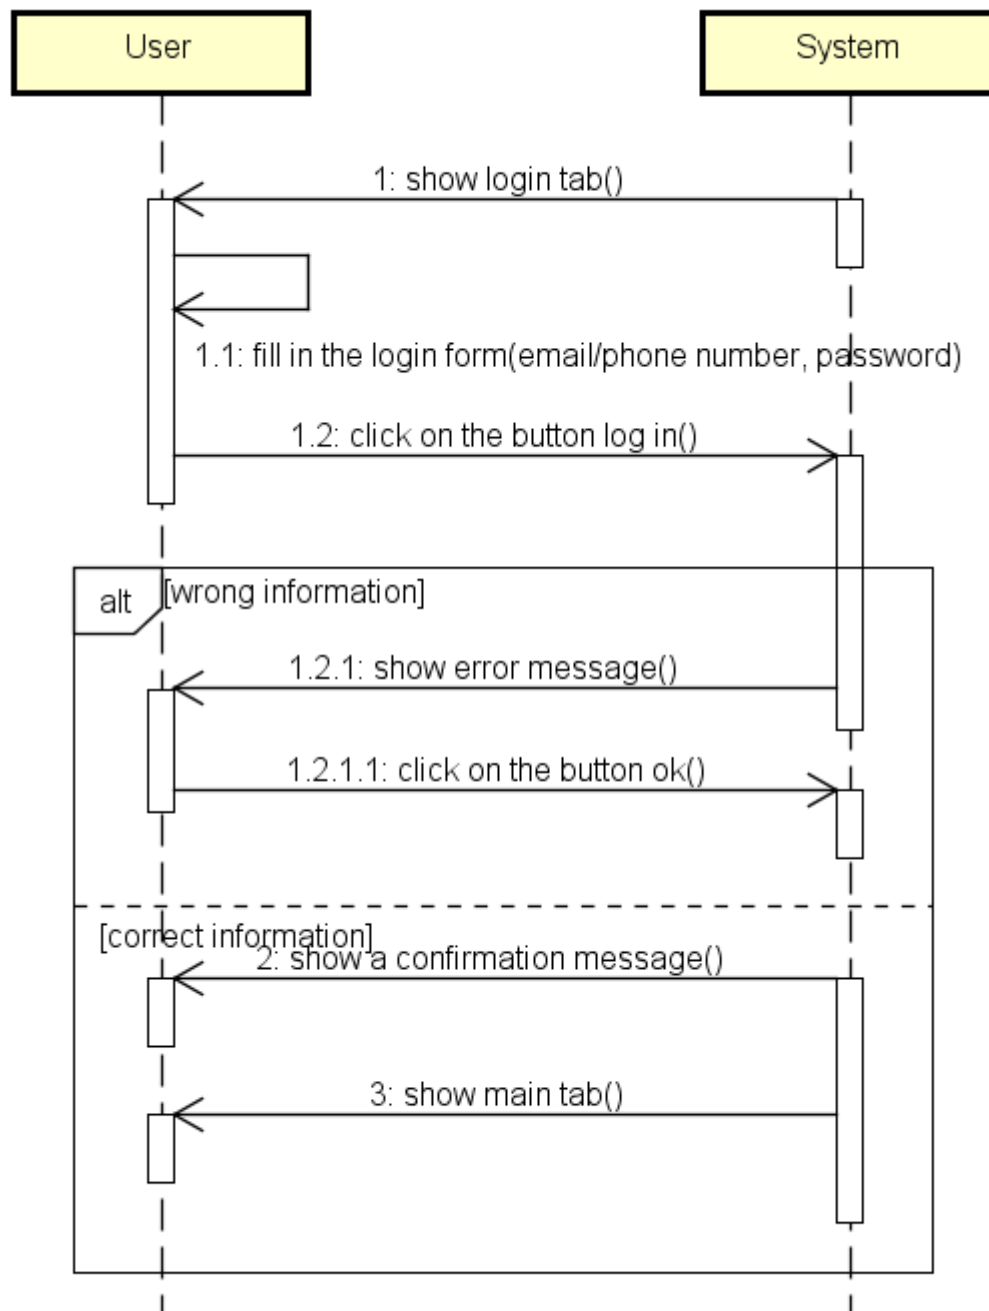 User
System
1: show login tab()
1.1: fill in the login form(email/phone number, password)
1.2: click on the button log in()
alt
[wrong information]
1.2.1: show error message()
1.2.1.1: click on the button ok()
[correct information]
2: show a confirmation message()
3: show main tab()